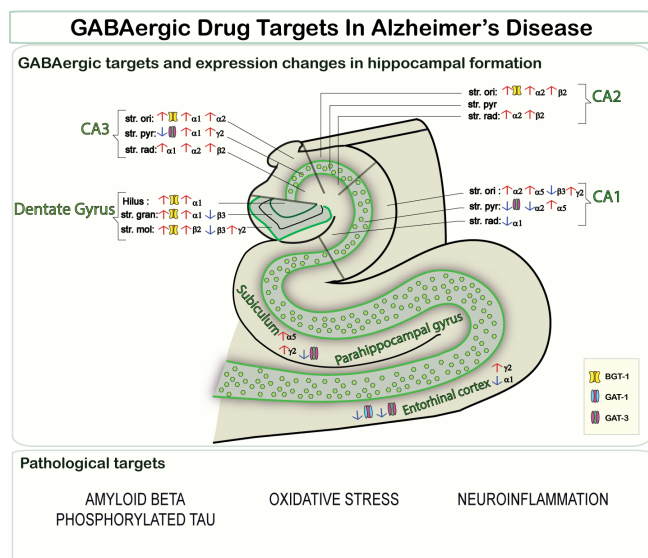 GABAergic Drug Targets In Alzheimer's Disease
GABAergic targets and expression changes in hippocampal formation
str. ori: ↑ ↑α2 ↑β2
str. pyr
str. rad: ↑α2 ↑β2
CA2
CA3
str. ori: ↑ ↑α1 ↑α2
str. pyr: ↓ ↑α1 ↑γ2
str. rad: ↑α1 ↑α2 ↑β2
Dentate Gyrus
Hilus : ↑ ↑α1
str. gran: ↑ ↑α1 ↓β3
str. mol: ↑ ↑β2 ↓β3 ↑γ2
str. ori : ↑α2 ↑α5 ↓β3 ↑γ2
str. pyr: ↓ ↓α2 ↑α5
str. rad: ↓α1
CA1
Subiculum
↑α5
↑γ2 ↓
Parahippocampal gyrus
Entorhinal cortex
↑γ2
↓α1
↓ ↓
BGT-1
GAT-1
GAT-3
Pathological targets
AMYLOID BETA
PHOSPHORYLATED TAU
OXIDATIVE STRESS
NEUROINFLAMMATION